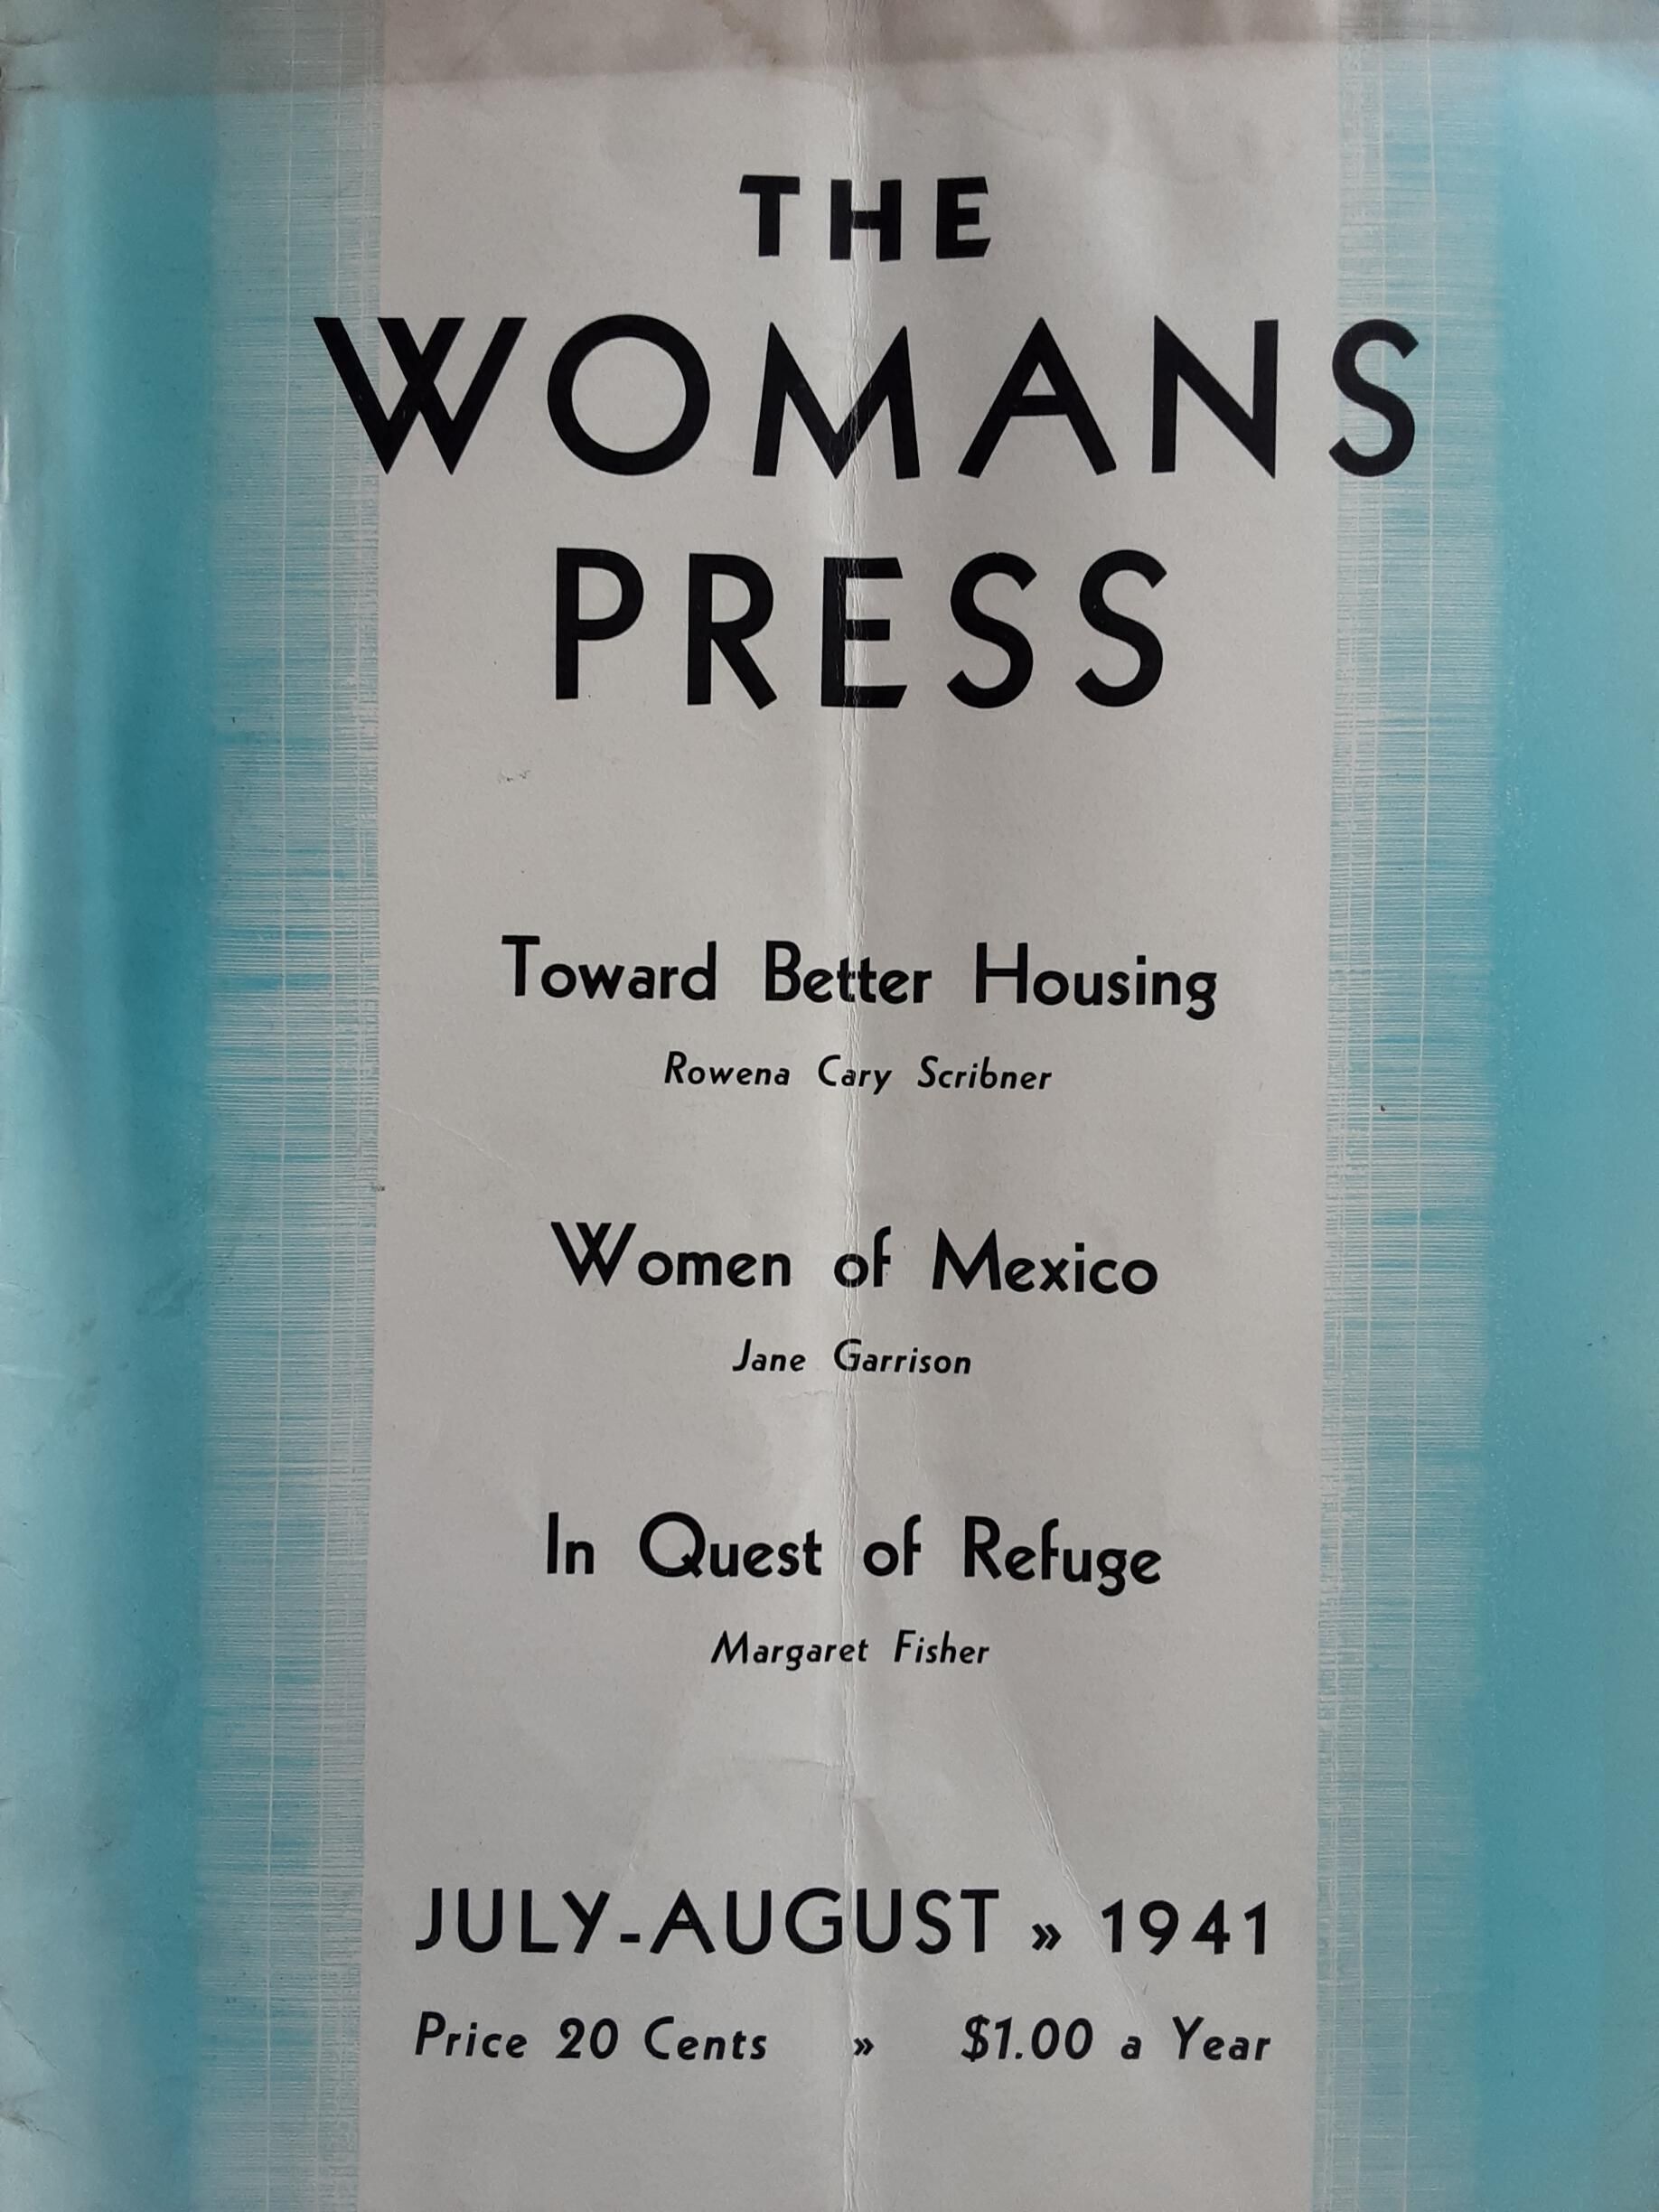 THE
WOMANS
PRESS
Toward Better Housing
Rowena Cary Scribner
Women of Mexico
Jane Garrison
In Quest of Refuge
Margaret Fisher
JULY-AUGUST » 1941
Price 20 Cents » $1.00 a Year